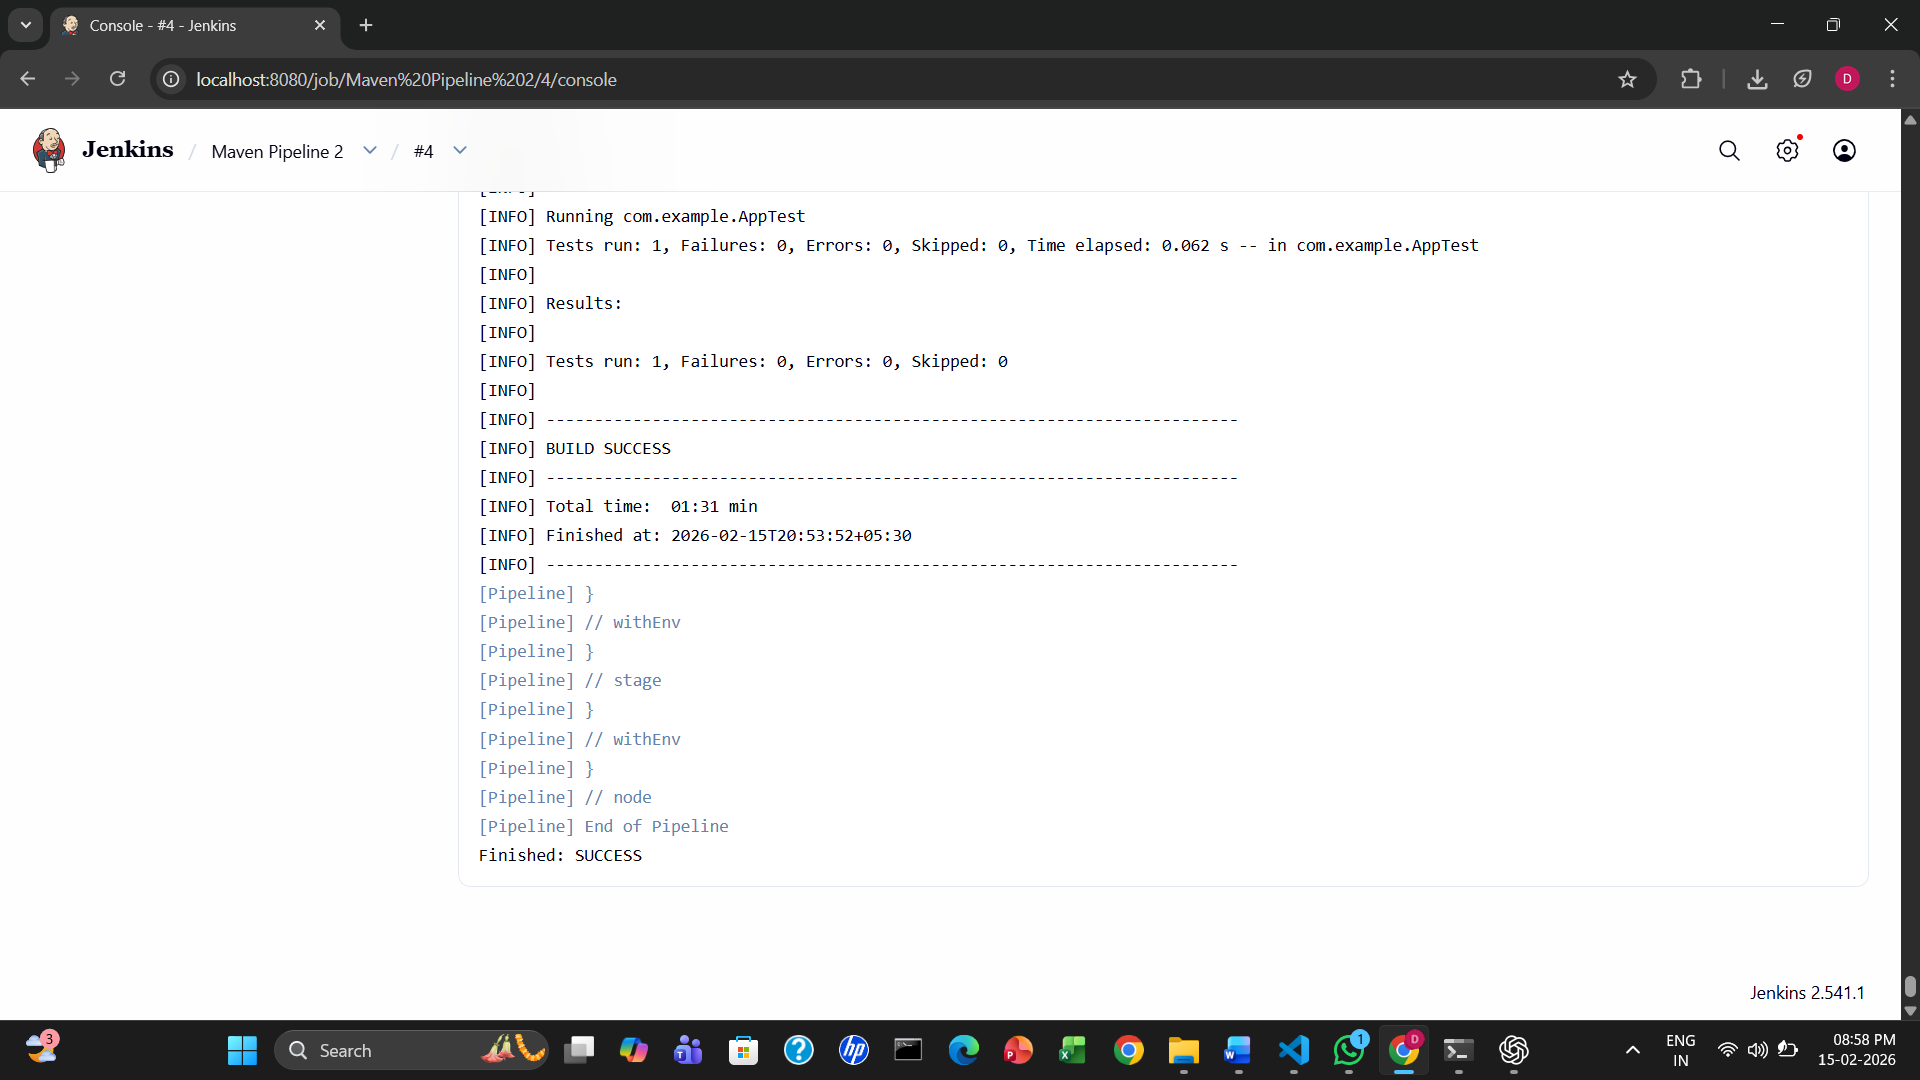 Console - #4 - Jenkins
localhost:8080/job/Maven%20Pipeline%202/4/console
D
Jenkins / Maven Pipeline 2 / #4
[INFO] Running com.example.AppTest
[INFO] Tests run: 1, Failures: 0, Errors: 0, Skipped: 0, Time elapsed: 0.062 s -- in com.example.AppTest
[INFO]
[INFO] Results:
[INFO]
[INFO] Tests run: 1, Failures: 0, Errors: 0, Skipped: 0
[INFO]
[INFO] ------------------------------------------------------------------------
[INFO] BUILD SUCCESS
[INFO] ------------------------------------------------------------------------
[INFO] Total time:  01:31 min
[INFO] Finished at: 2026-02-15T20:53:52+05:30
[INFO] ------------------------------------------------------------------------
[Pipeline] }
[Pipeline] // withEnv
[Pipeline] }
[Pipeline] // stage
[Pipeline] }
[Pipeline] // withEnv
[Pipeline] }
[Pipeline] // node
[Pipeline] End of Pipeline
Finished: SUCCESS
Jenkins 2.541.1
3
Search
1
D
ENG
IN
08:58 PM
15-02-2026